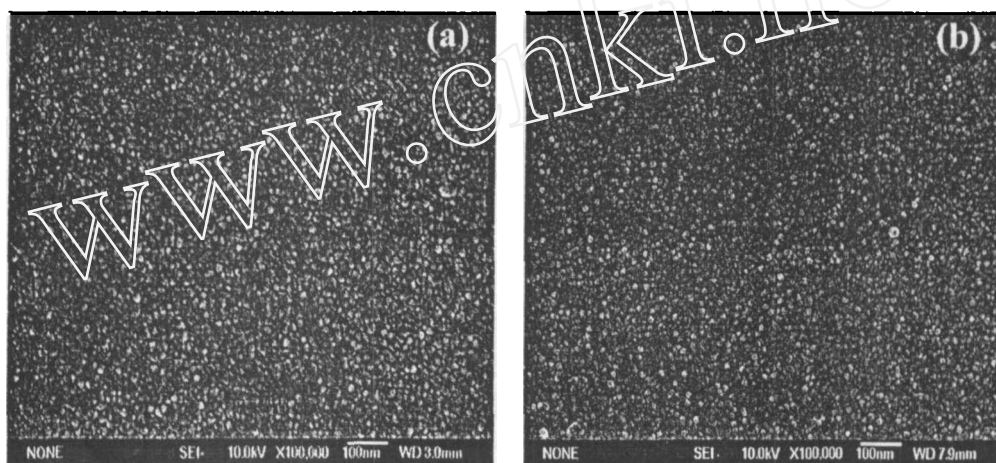 (a)
www.cnki.ne
NONE SEI 10.0kV X100,000 100nm WD 3.0mm
(b)
NONE SEI 10.0kV X100,000 100nm WD 7.9mm